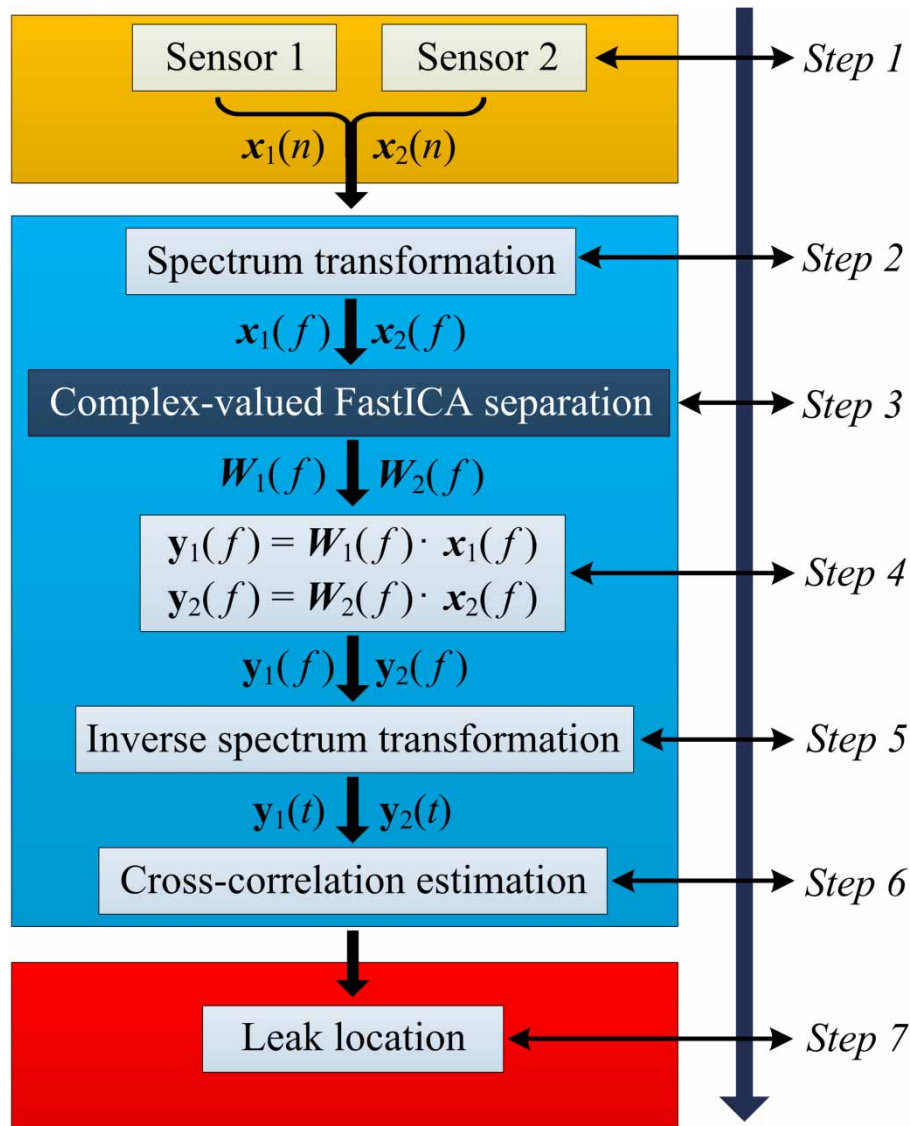 Sensor 1 Sensor 2 Step 1
x₁(n) x₂(n)
Spectrum transformation Step 2
x₁(f) x₂(f)
Complex-valued FastICA separation Step 3
W₁(f) W₂(f)
y₁(f) = W₁(f) · x₁(f)
y₂(f) = W₂(f) · x₂(f)
Step 4
y₁(f) y₂(f)
Inverse spectrum transformation Step 5
y₁(t) y₂(t)
Cross-correlation estimation Step 6
Leak location Step 7